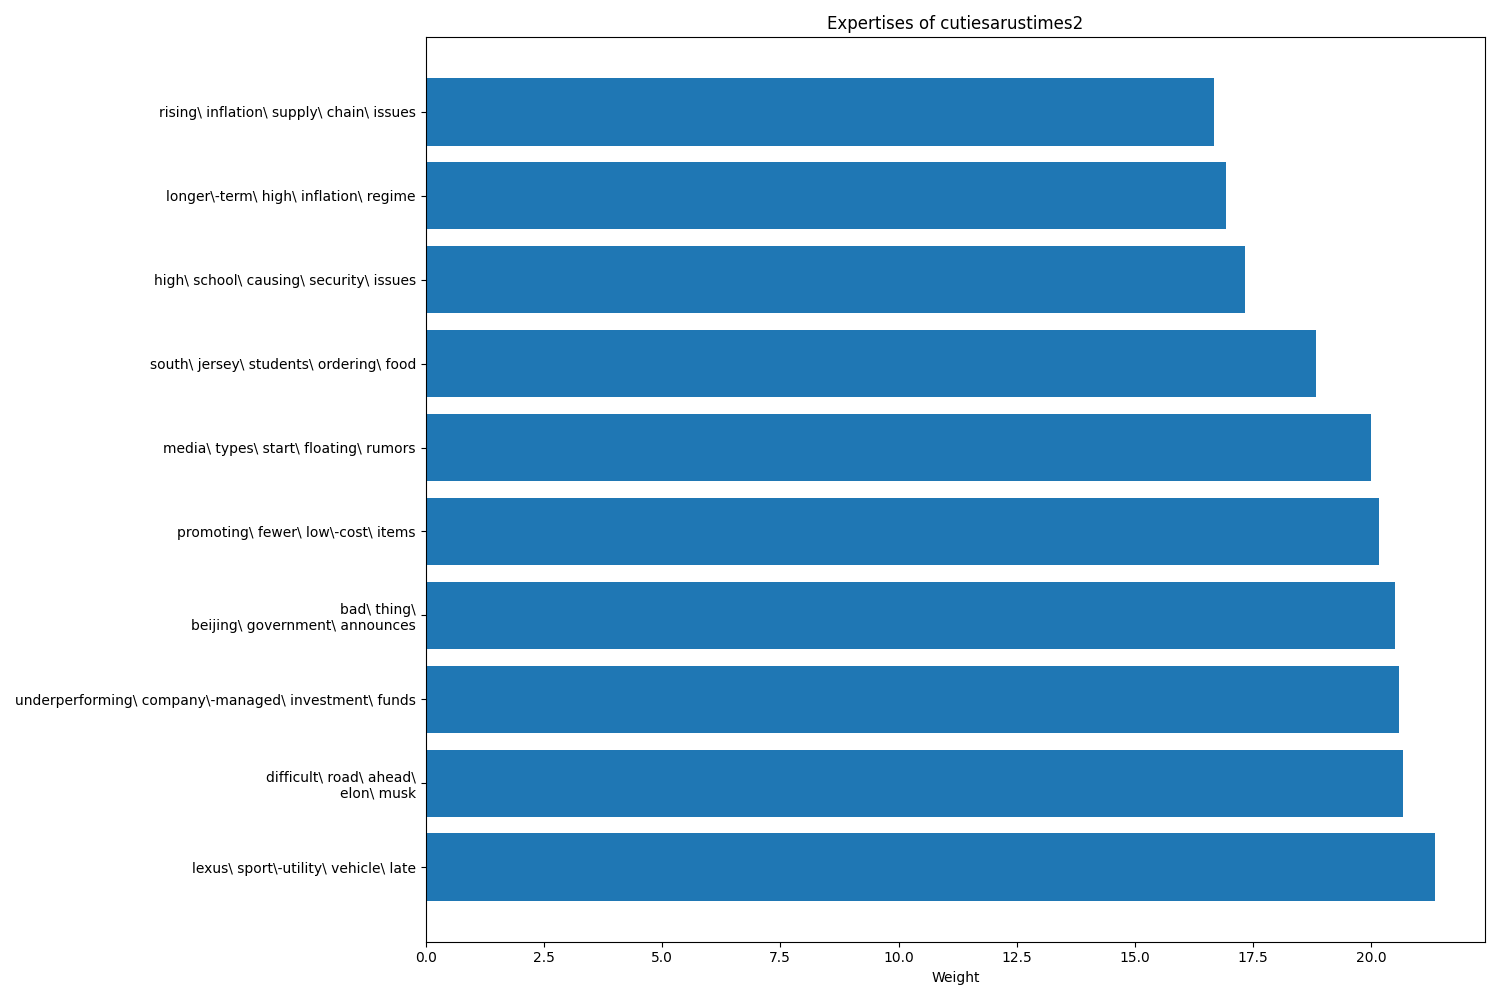 Expertises of cutiesarustimes2
rising\ inflation\ supply\ chain\ issues
longer\-term\ high\ inflation\ regime
high\ school\ causing\ security\ issues
south\ jersey\ students\ ordering\ food
media\ types\ start\ floating\ rumors
promoting\ fewer\ low\-cost\ items
bad\ thing\
beijing\ government\ announces
underperforming\ company\-managed\ investment\ funds
difficult\ road\ ahead\
elon\ musk
lexus\ sport\-utility\ vehicle\ late
0.0 2.5 5.0 7.5 10.0 12.5 15.0 17.5 20.0
Weight